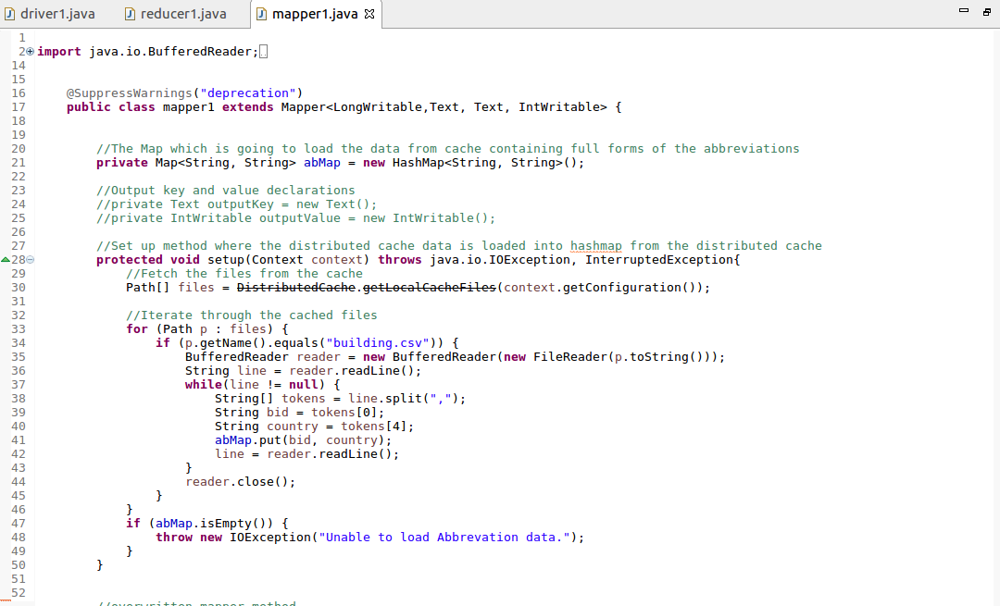 driver1.java reducer1.java mapper1.java
1
2 import java.io.BufferedReader;
14
15
16 @SuppressWarnings("deprecation")
17 public class mapper1 extends Mapper<LongWritable,Text, Text, IntWritable> {
18
19
20 //The Map which is going to load the data from cache containing full forms of the abbreviations
21 private Map<String, String> abMap = new HashMap<String, String>();
22
23 //Output key and value declarations
24 //private Text outputKey = new Text();
25 //private IntWritable outputValue = new IntWritable();
26
27 //Set up method where the distributed cache data is loaded into hashmap from the distributed cache
28 protected void setup(Context context) throws java.io.IOException, InterruptedException{
29 //Fetch the files from the cache
30 Path[] files = DistributedCache.getLocalCacheFiles(context.getConfiguration());
31
32 //Iterate through the cached files
33 for (Path p : files) {
34 if (p.getName().equals("building.csv")) {
35 BufferedReader reader = new BufferedReader(new FileReader(p.toString()));
36 String line = reader.readLine();
37 while(line != null) {
38 String[] tokens = line.split(",");
39 String bid = tokens[0];
40 String country = tokens[4];
41 abMap.put(bid, country);
42 line = reader.readLine();
43 }
44 reader.close();
45 }
46 }
47 if (abMap.isEmpty()) {
48 throw new IOException("Unable to load Abbrevation data.");
49 }
50 }
51
52
//overwritten mapper method